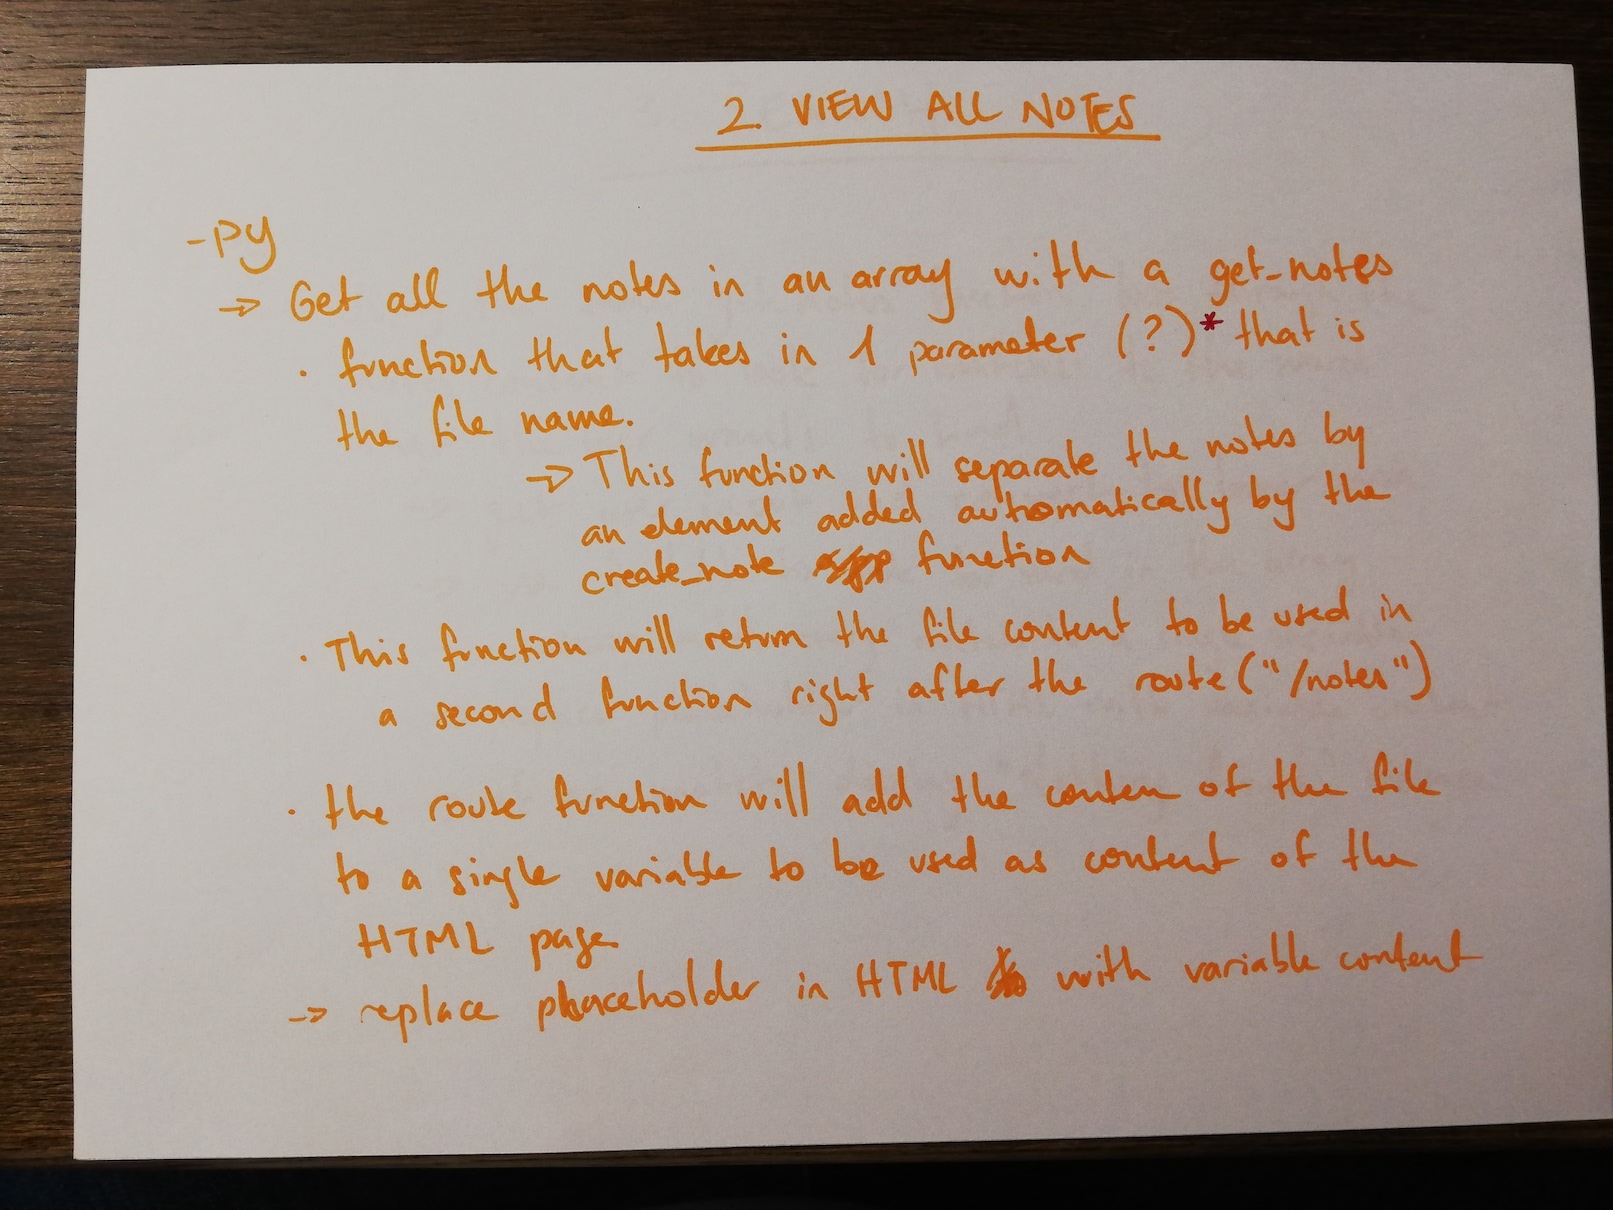 2. VIEW ALL NOTES
- py
→ Get all the notes in an array with a get_notes
· function that takes in 1 parameter (?)* that is
the file name.
→ This function will separate the notes by
an element added automatically by the
create_note function
· This function will return the file content to be used in
a second function right after the route("/notes")
· the route function will add the conten of the file
to a single variable to be used as content of the
HTML page
→ replace placeholder in HTML with variable content